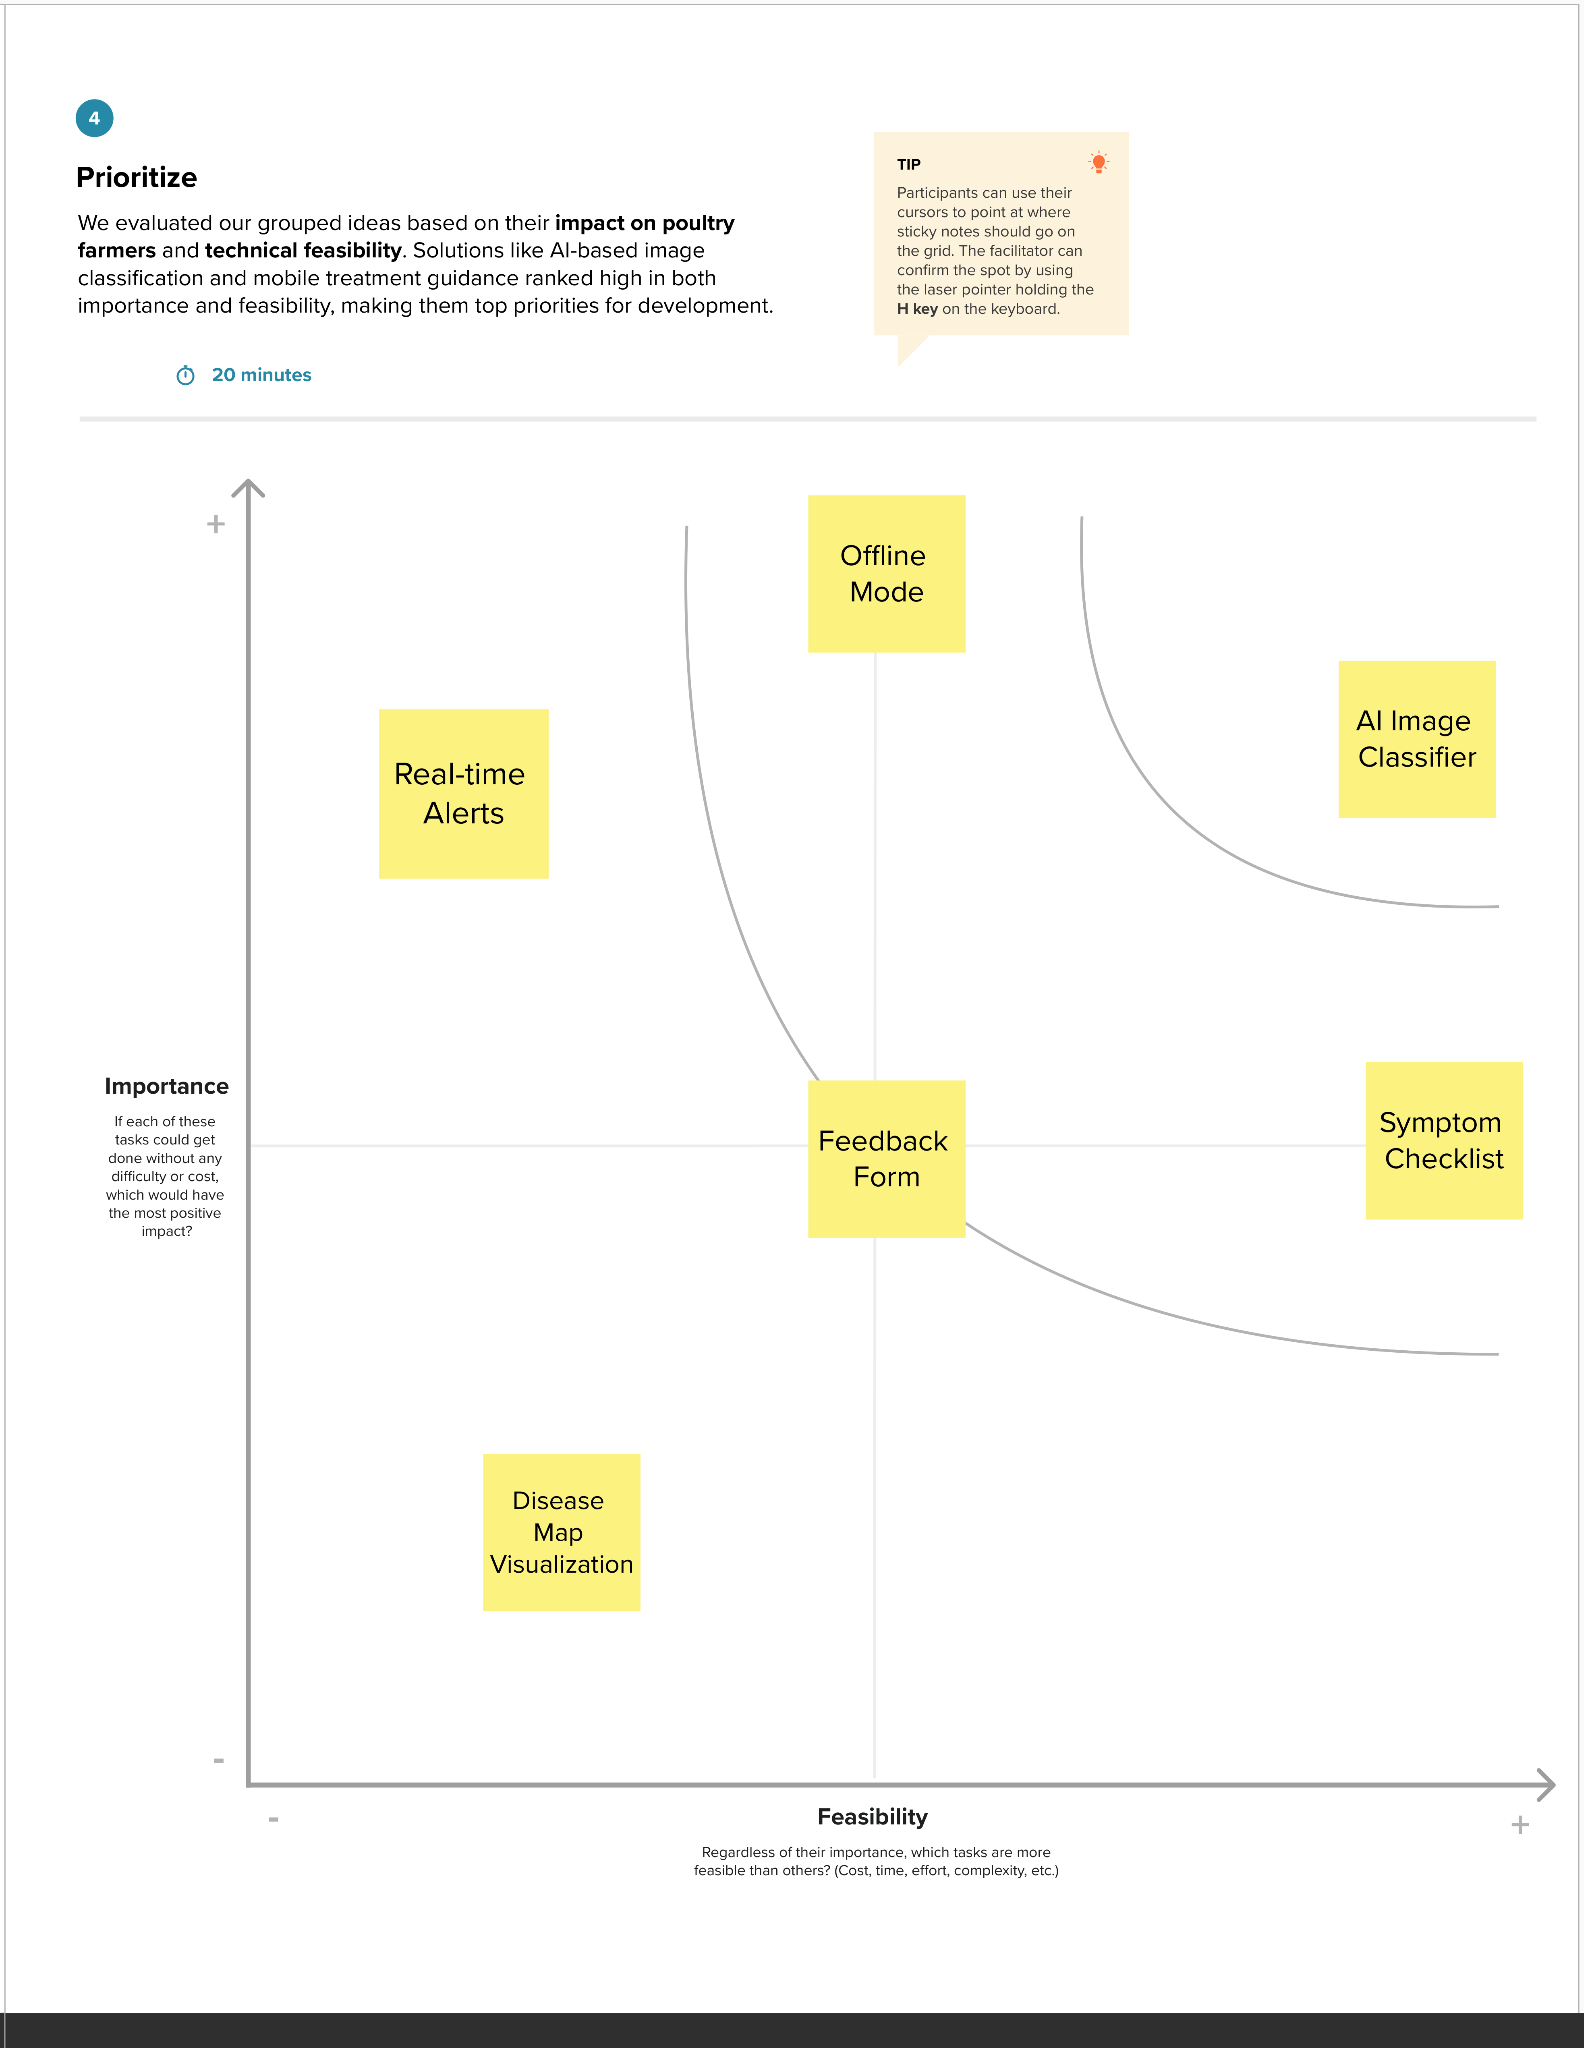 4
Prioritize
We evaluated our grouped ideas based on their impact on poultry
farmers and technical feasibility. Solutions like AI-based image
classification and mobile treatment guidance ranked high in both
importance and feasibility, making them top priorities for development.
20 minutes
TIP
Participants can use their
cursors to point at where
sticky notes should go on
the grid. The facilitator can
confirm the spot by using
the laser pointer holding the
H key on the keyboard.
+
Offline
Mode
AI Image
Classifier
Real-time
Alerts
Importance
If each of these
tasks could get
done without any
difficulty or cost,
which would have
the most positive
impact?
Feedback
Form
Symptom
Checklist
Disease
Map
Visualization
-
-
Feasibility
+
Regardless of their importance, which tasks are more
feasible than others? (Cost, time, effort, complexity, etc.)